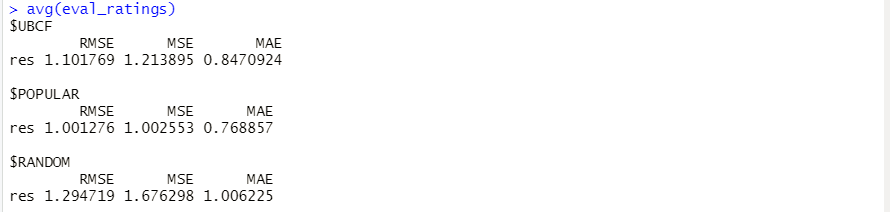 > avg(eval_ratings)
$UBCF
RMSE MSE MAE
res 1.101769 1.213895 0.8470924
$POPULAR
RMSE MSE MAE
res 1.001276 1.002553 0.768857
$RANDOM
RMSE MSE MAE
res 1.294719 1.676298 1.006225